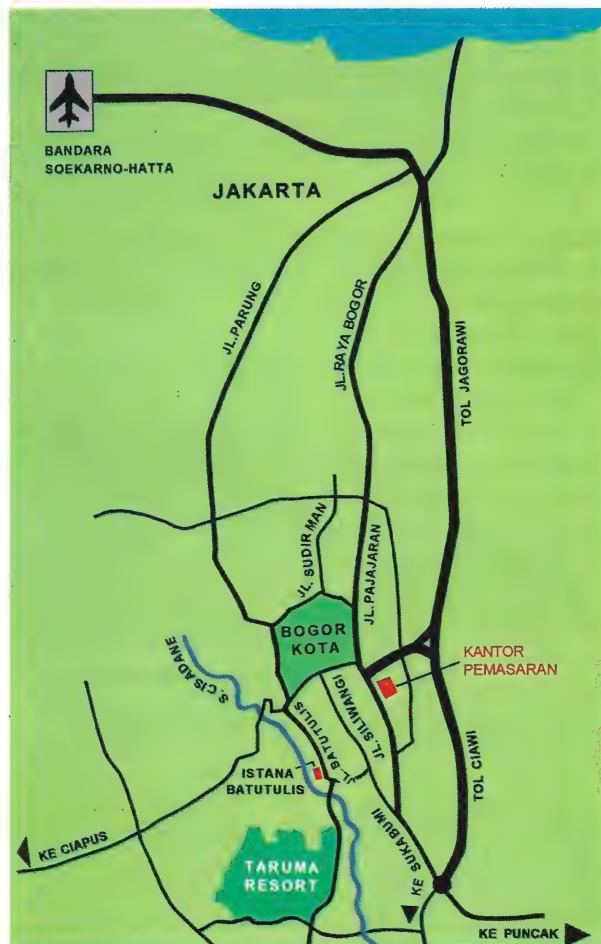 BANDARA
SOEKARNO-HATTA
JAKARTA
JL.PARUNG
JL.RAYA BOGOR
TOL JAGORAWI
JL. SUDIRMAN
JL.PAJAJARAN
BOGOR
KOTA
KANTOR
PEMASARAN
S.CISADANE
JL.BATUTULIS
JL. SILIWANGI
ISTANA
BATUTULIS
TOL CIAWI
KE CIAPUS
KE SUKABUMI
TARUMA
RESORT
KE PUNCAK